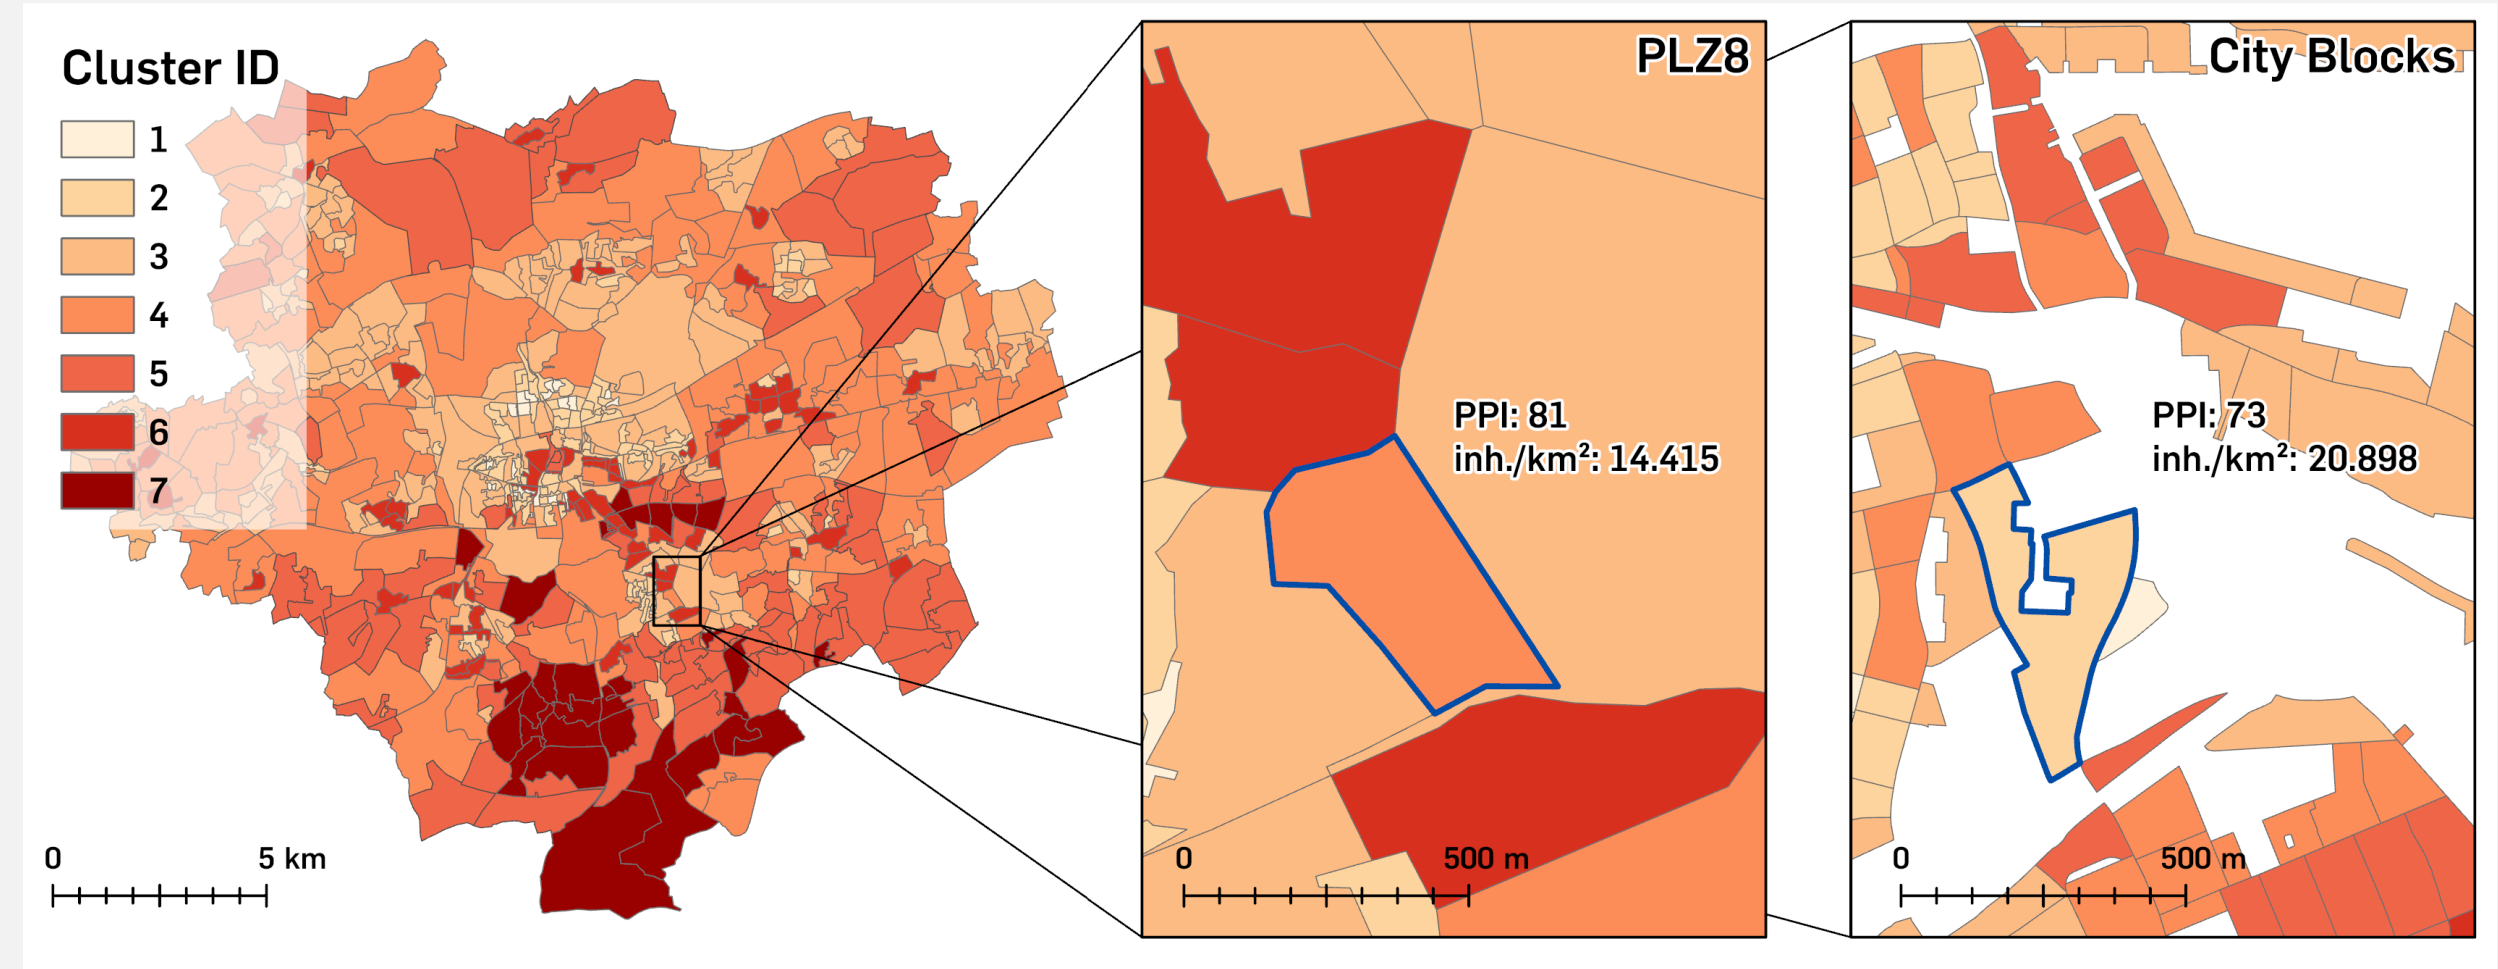 Cluster ID
1
2
3
4
5
6
7
0 5 km
PLZ8
PPI: 81
inh./km²: 14.415
0 500 m
City Blocks
PPI: 73
inh./km²: 20.898
0 500 m